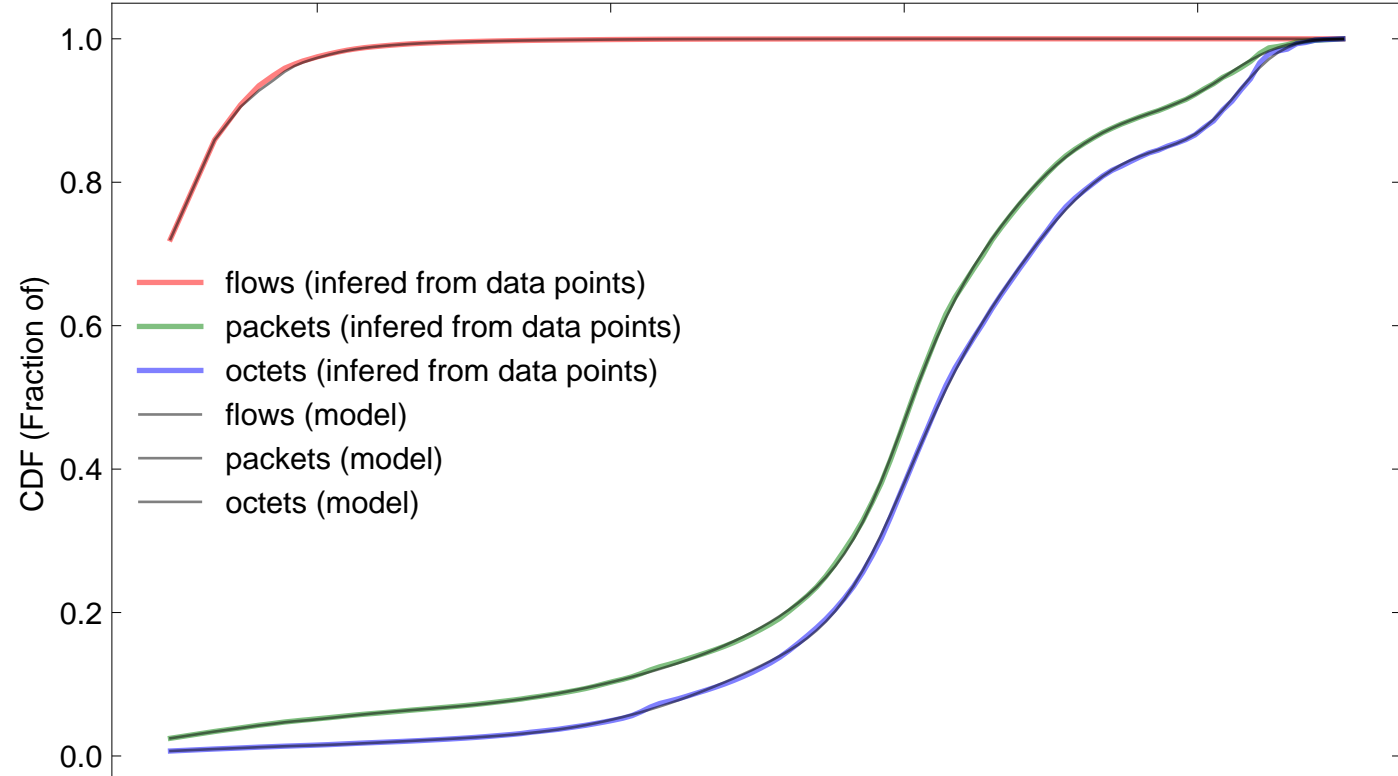 1.0
0.8
0.6
0.4
0.2
0.0
CDF (Fraction of)
flows (infered from data points)
packets (infered from data points)
octets (infered from data points)
flows (model)
packets (model)
octets (model)